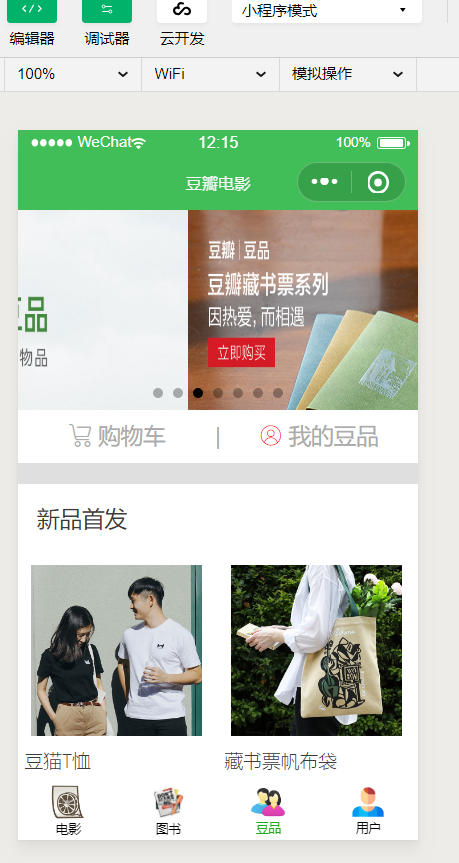 编辑器 调试器 云开发 小程序模式
100% WiFi 模拟操作
WeChat 12:15 100%
豆瓣电影
豆瓣 豆品
豆瓣藏书票系列
因热爱, 而相遇
立即购买
品
物品
购物车 | 我的豆品
新品首发
豆猫T恤 藏书票帆布袋
电影 图书 豆品 用户